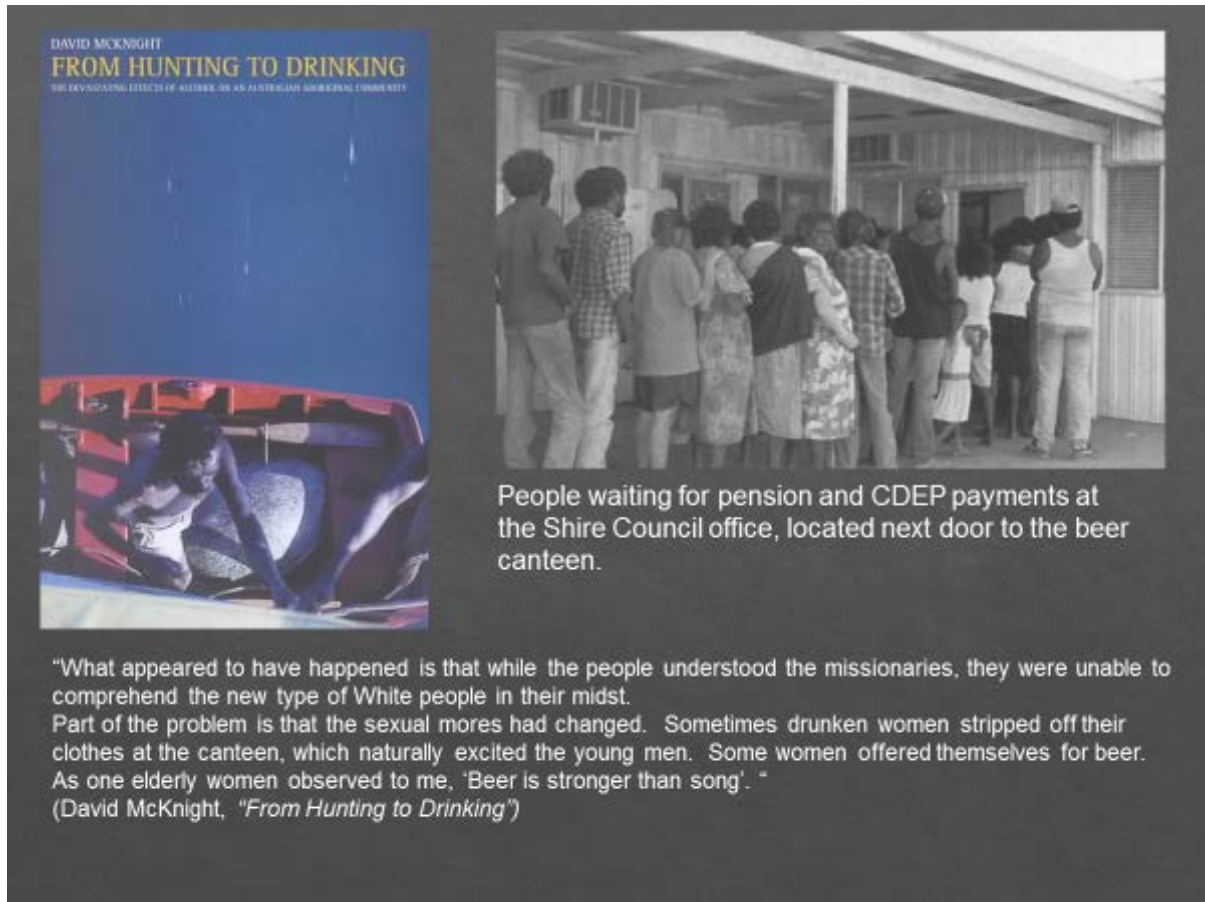 DAVID MCKNIGHT
FROM HUNTING TO DRINKING
THE DEVASTATING EFFECTS OF ALCOHOL ON AN AUSTRALIAN ABORIGINAL COMMUNITY
People waiting for pension and CDEP payments at
the Shire Council office, located next door to the beer
canteen.
“What appeared to have happened is that while the people understood the missionaries, they were unable to
comprehend the new type of White people in their midst.
Part of the problem is that the sexual mores had changed. Sometimes drunken women stripped off their
clothes at the canteen, which naturally excited the young men. Some women offered themselves for beer.
As one elderly women observed to me, ‘Beer is stronger than song’. “
(David McKnight, “From Hunting to Drinking”)